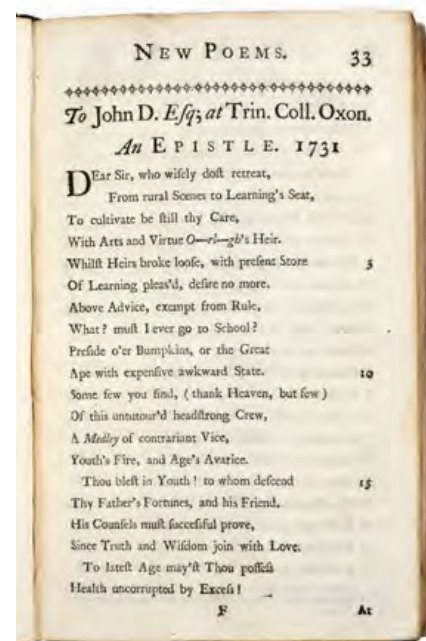 NEW POEMS. 33
To John D. Eſq; at Trin. Coll. Oxon.
An EPISTLE. 1731
DEar Sir, who wiſely doſt retreat,
From rural Scenes to Learning's Seat,
To cultivate be ſtill thy Care,
With Arts and Virtue O—rl—gh's Heir.
Whilſt Heirs broke looſe, with preſent Store 5
Of Learning pleas'd, deſire no more.
Above Advice, exempt from Rule,
What? muſt I ever go to School?
Preſide o'er Bumpkins, or the Great
Ape with expenſive awkward State. 10
Some few you find, (thank Heaven, but few)
Of this untutour'd headſtrong Crew,
A Medley of contrariant Vice,
Youth's Fire, and Age's Avarice.
Thou bleſt in Youth! to whom deſcend 15
Thy Father's Fortunes, and his Friend.
His Counſels muſt ſucceſsful prove,
Since Truth and Wiſdom join with Love.
To lateſt Age may'ſt Thou poſſeſs
Health uncorrupted by Exceſs!
F At